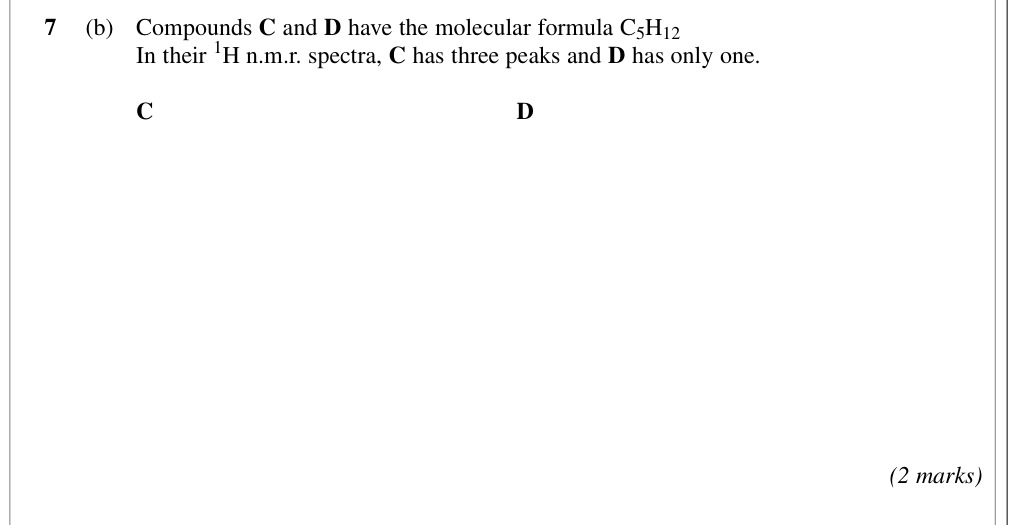 7 (b) Compounds C and D have the molecular formula C₅H₁₂
In their ¹H n.m.r. spectra, C has three peaks and D has only one.
C D
(2 marks)